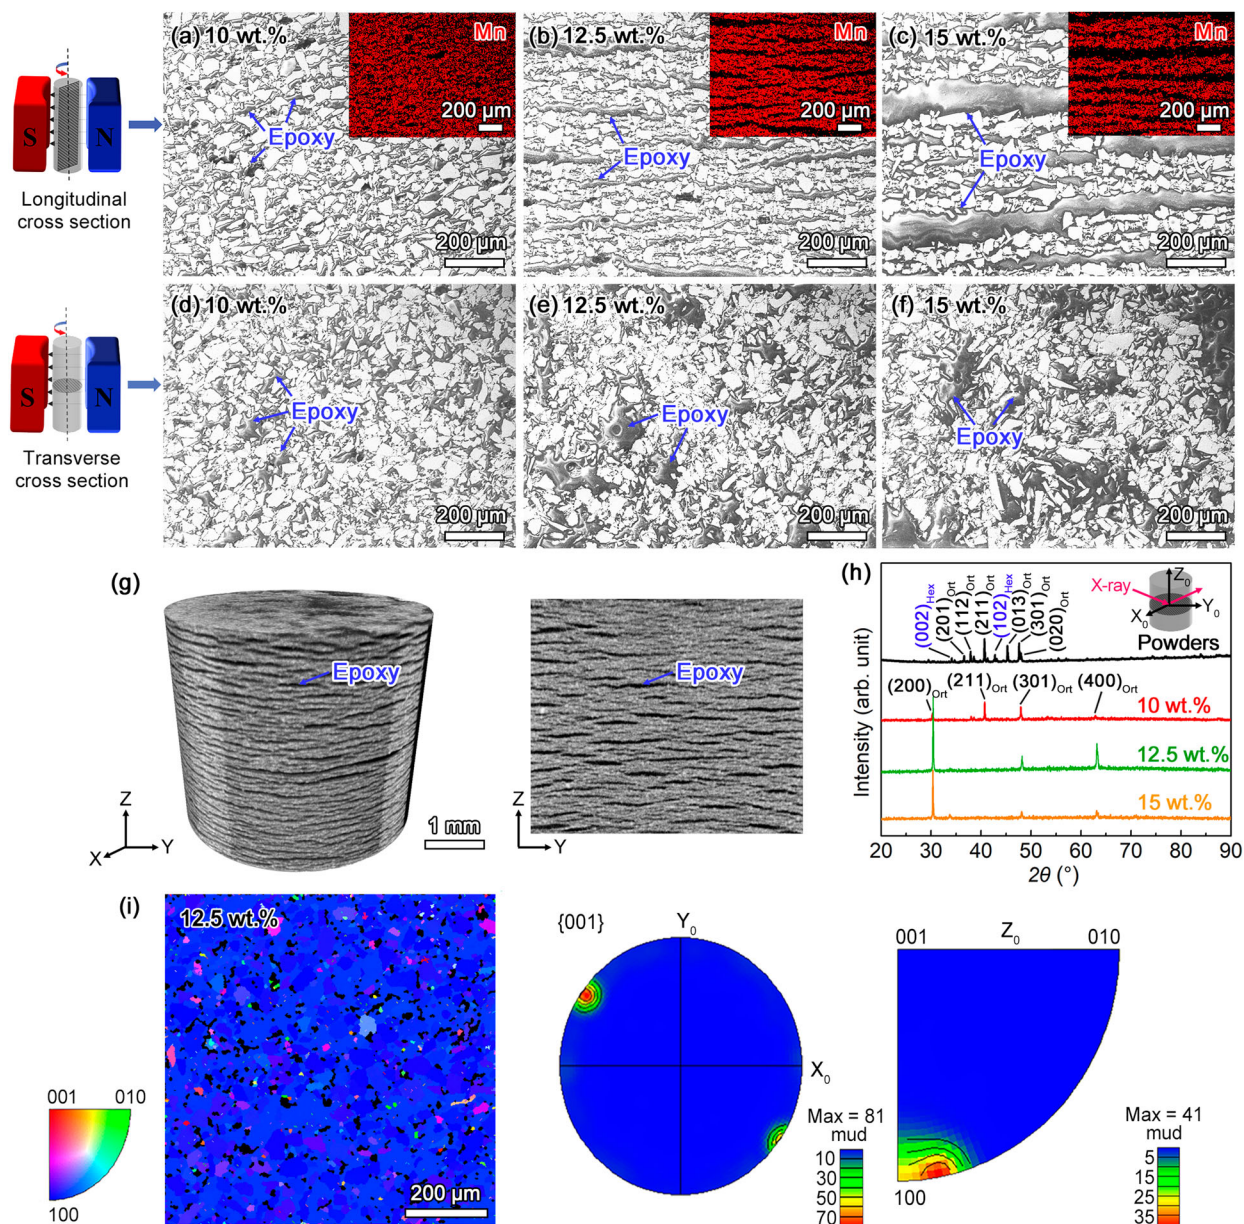 (a) 10 wt.%
Mn
200 μm
Epoxy
200 μm
(b) 12.5 wt.%
Mn
200 μm
Epoxy
200 μm
(c) 15 wt.%
Mn
200 μm
Epoxy
200 μm
S
N
Longitudinal
cross section
(d) 10 wt.%
Epoxy
200 μm
(e) 12.5 wt.%
Epoxy
200 μm
(f) 15 wt.%
Epoxy
200 μm
S
N
Transverse
cross section
(g)
Epoxy
Z
X
Y
1 mm
Epoxy
Z
Y
(h)
X-ray
Z0
X0
Y0
(002)Hex
(201)Ort
(112)Ort
(211)Ort
(102)Hex
(013)Ort
(301)Ort
(020)Ort
Powders
(200)Ort
(211)Ort
(301)Ort
(400)Ort
10 wt.%
12.5 wt.%
15 wt.%
Intensity (arb. unit)
20 30 40 50 60 70 80 90
2θ (°)
(i)
12.5 wt.%
200 μm
001 010
100
{001}
Y0
X0
Max = 81
mud
10
30
50
70
001 Z0 010
100
Max = 41
mud
5
15
25
35